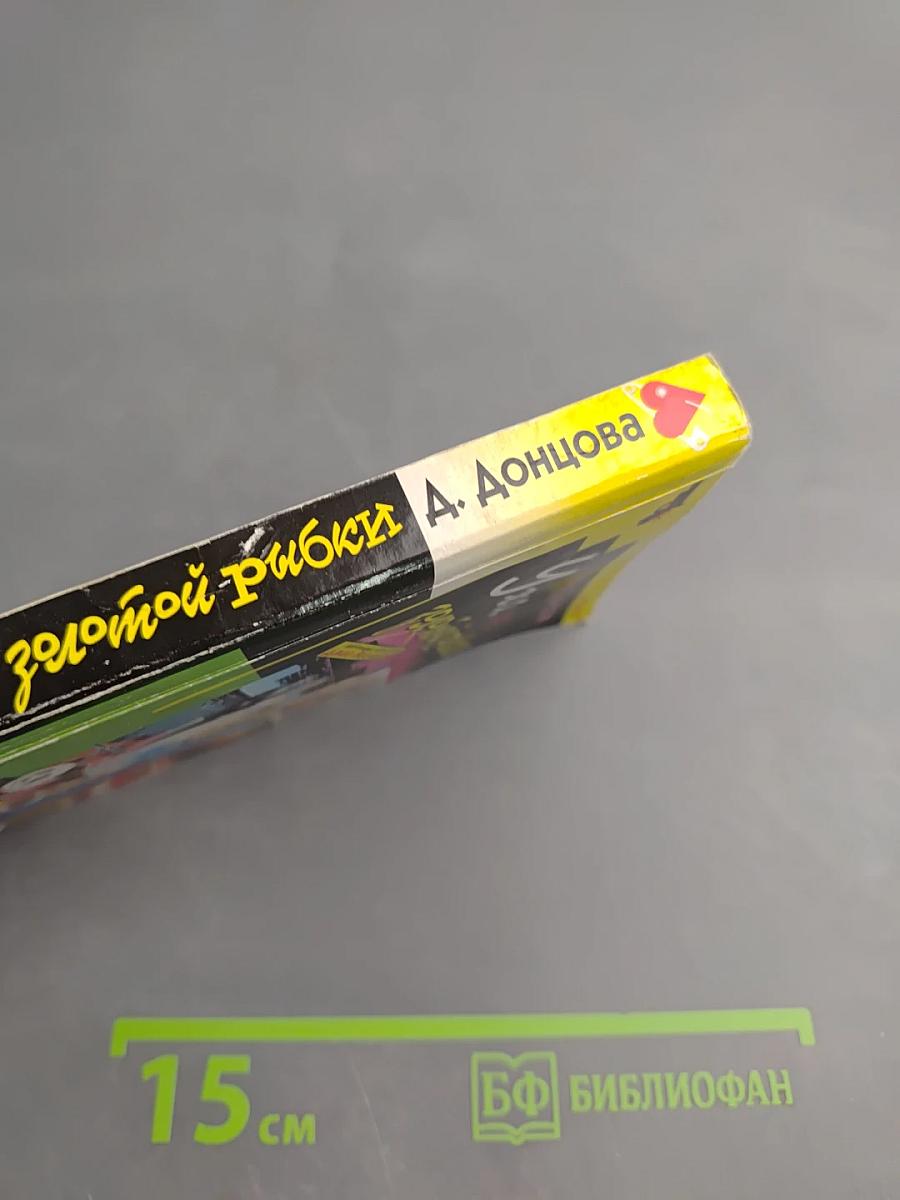 золотой рыбки
Д. Донцова
15 см
БФ БИБЛИОФАН